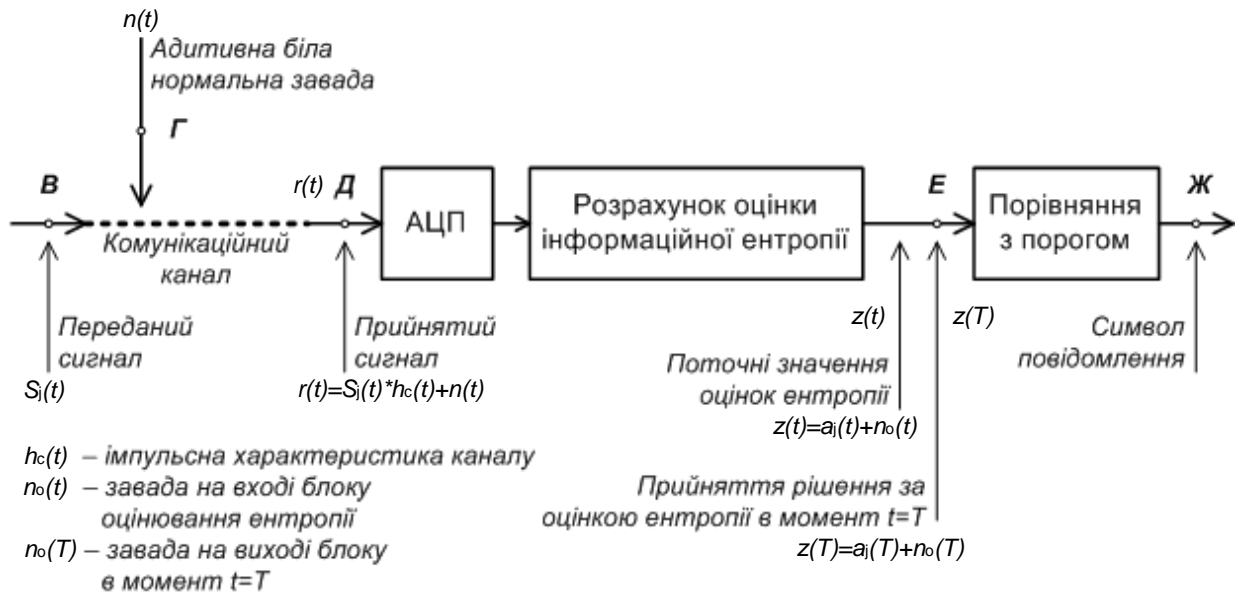 n(t)
Адитивна біла
нормальна завада
Г
В
r(t) Д
АЦП
Розрахунок оцінки
інформаційної ентропії
Е
Порівняння
з порогом
Ж
Комунікаційний
канал
Переданий
сигнал
Sj(t)
Прийнятий
сигнал
r(t)=Sj(t)*hc(t)+n(t)
z(t)
Поточні значення
оцінок ентропії
z(t)=aj(t)+no(t)
z(T)
Символ
повідомлення
Прийняття рішення за
оцінкою ентропії в момент t=T
z(T)=aj(T)+no(T)
hc(t) – імпульсна характеристика каналу
no(t) – завада на вході блоку
оцінювання ентропії
no(T) – завада на виході блоку
в момент t=T